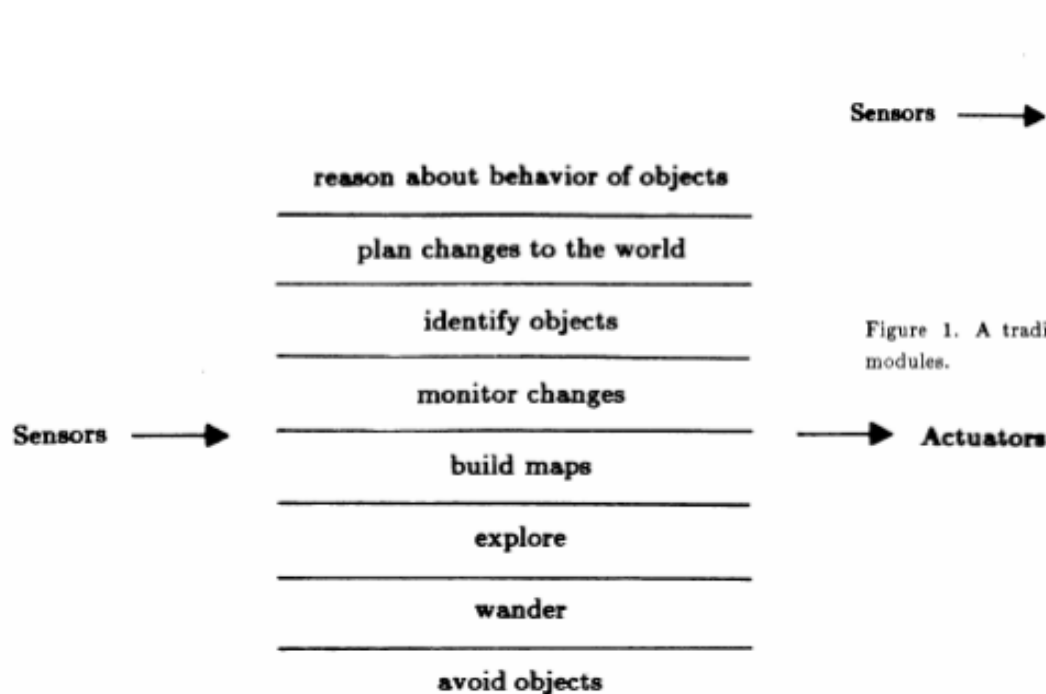 Sensors
reason about behavior of objects
plan changes to the world
identify objects
Figure 1. A tradi
modules.
monitor changes
Sensors
Actuators
build maps
explore
wander
avoid objects